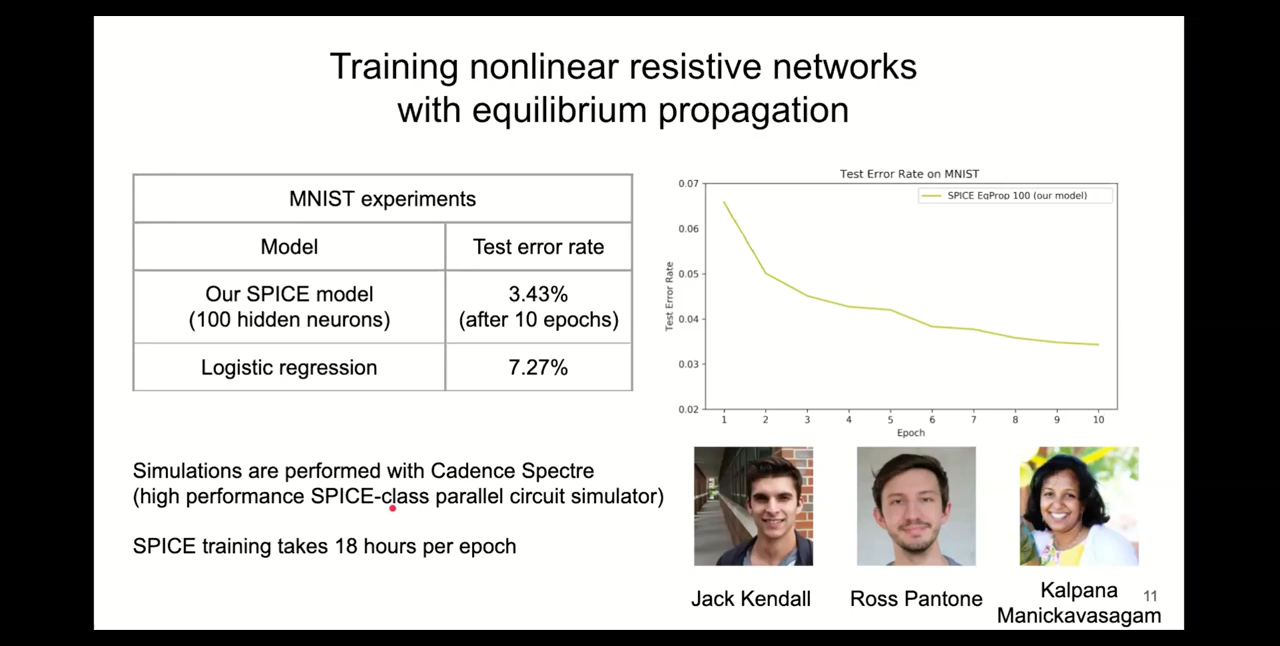 Training nonlinear resistive networks
with equilibrium propagation
MNIST experiments
Model
Test error rate
Our SPICE model
(100 hidden neurons)
3.43%
(after 10 epochs)
Logistic regression
7.27%
Simulations are performed with Cadence Spectre
(high performance SPICE-class parallel circuit simulator)
SPICE training takes 18 hours per epoch
Test Error Rate on MNIST
SPICE EqProp 100 (our model)
Test Error Rate
0.07
0.06
0.05
0.04
0.03
0.02
1 2 3 4 5 6 7 8 9 10
Epoch
Jack Kendall
Ross Pantone
Kalpana
Manickavasagam
11